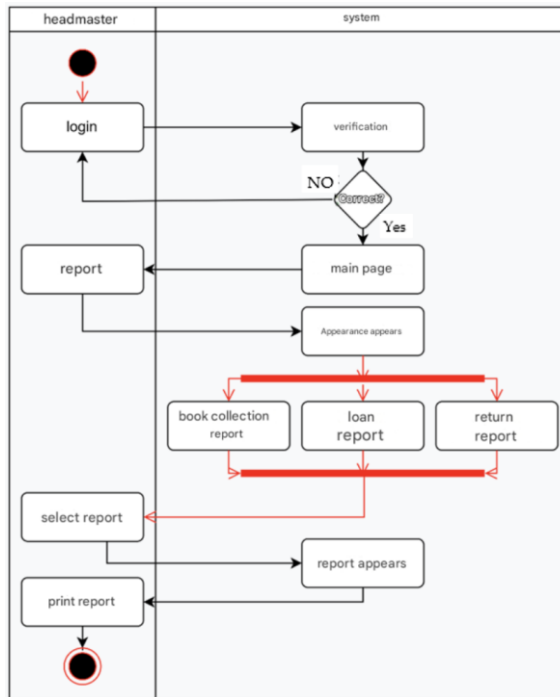 headmaster
system
login
verification
NO
Correct?
Yes
report
main page
Appearance appears
book collection
report
loan
report
return
report
select report
report appears
print report